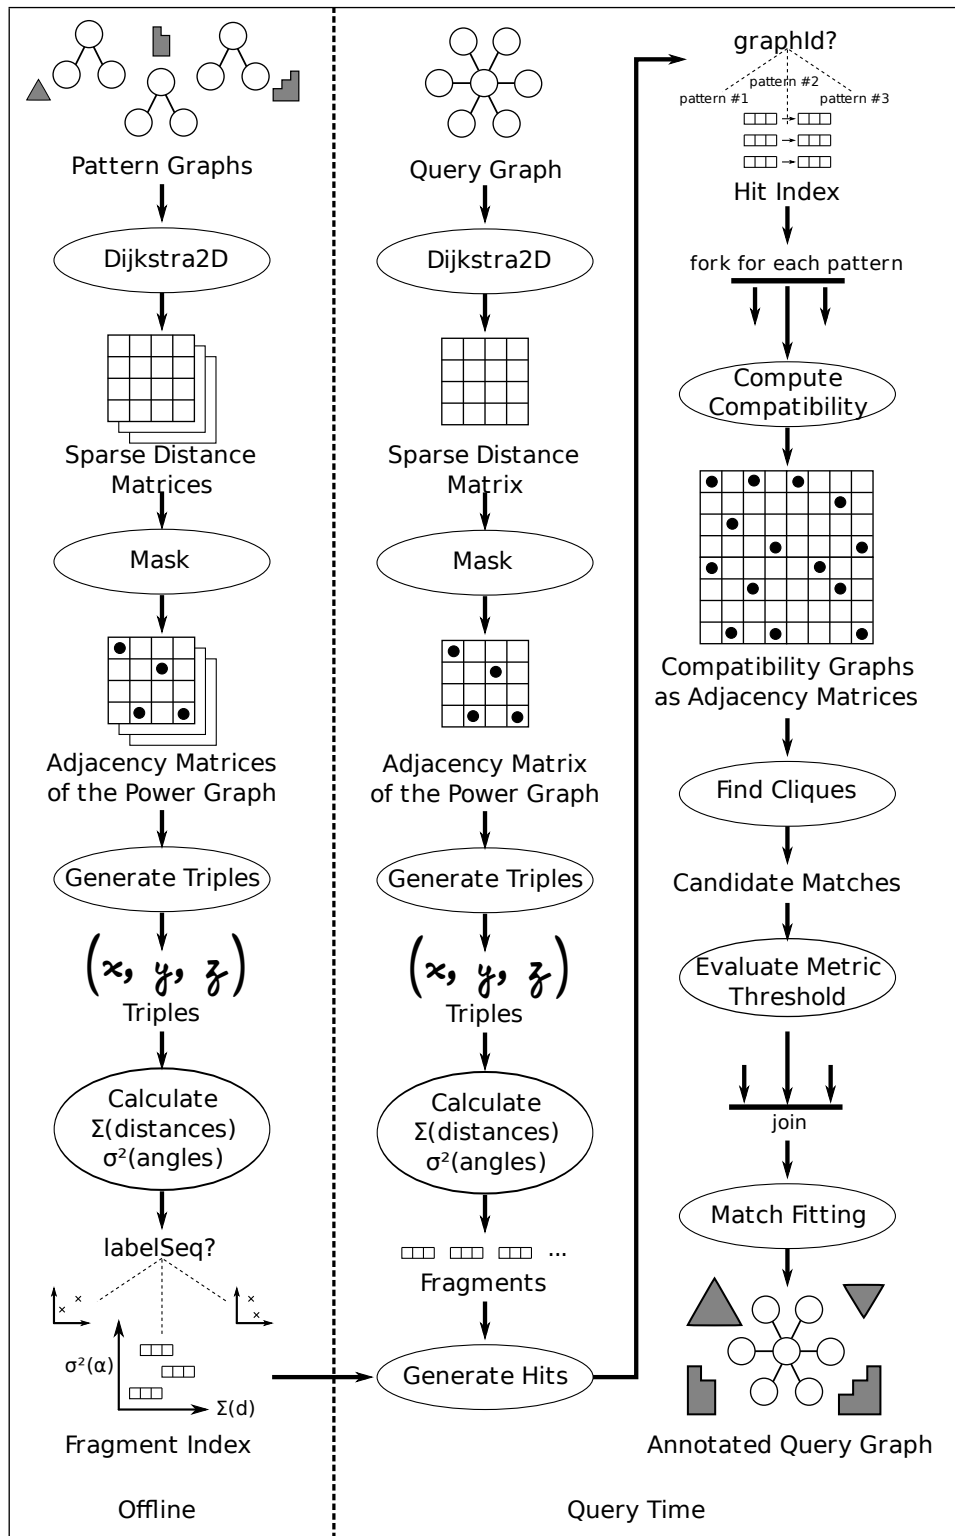 Pattern Graphs
Dijkstra2D
Sparse Distance
Matrices
Mask
Adjacency Matrices
of the Power Graph
Generate Triples
(x, y, z)
Triples
Calculate
Σ(distances)
σ²(angles)
labelSeq?
σ²(α)
Σ(d)
Fragment Index
Offline
Query Graph
Dijkstra2D
Sparse Distance
Matrix
Mask
Adjacency Matrix
of the Power Graph
Generate Triples
(x, y, z)
Triples
Calculate
Σ(distances)
σ²(angles)
...
Fragments
Generate Hits
Query Time
graphId?
pattern #2
pattern #1 pattern #3
Hit Index
fork for each pattern
Compute
Compatibility
Compatibility Graphs
as Adjacency Matrices
Find Cliques
Candidate Matches
Evaluate Metric
Threshold
join
Match Fitting
Annotated Query Graph